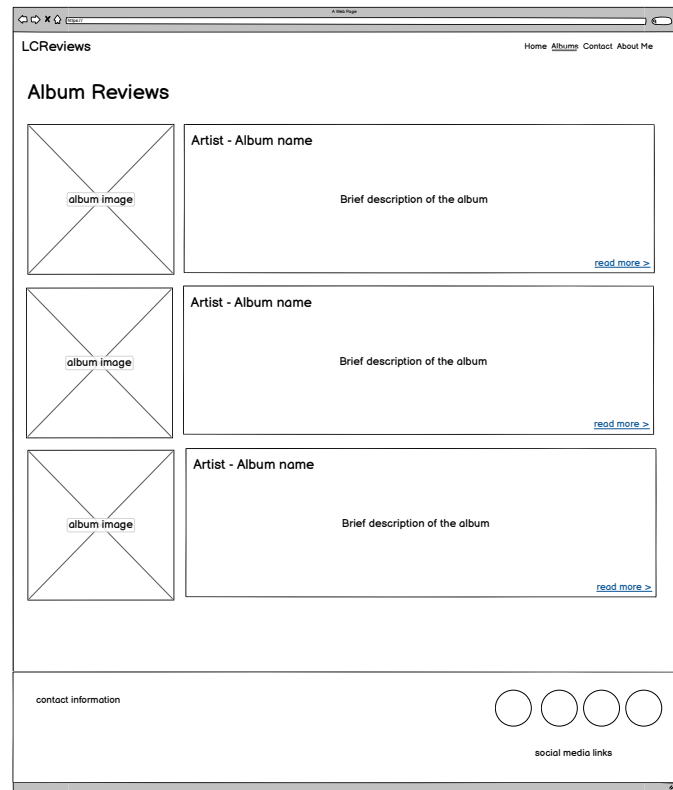 A Web Page
https://
LCReviews
Home Albums Contact About Me
Album Reviews
Artist - Album name
album image
Brief description of the album
read more >
Artist - Album name
album image
Brief description of the album
read more >
Artist - Album name
album image
Brief description of the album
read more >
contact information
social media links